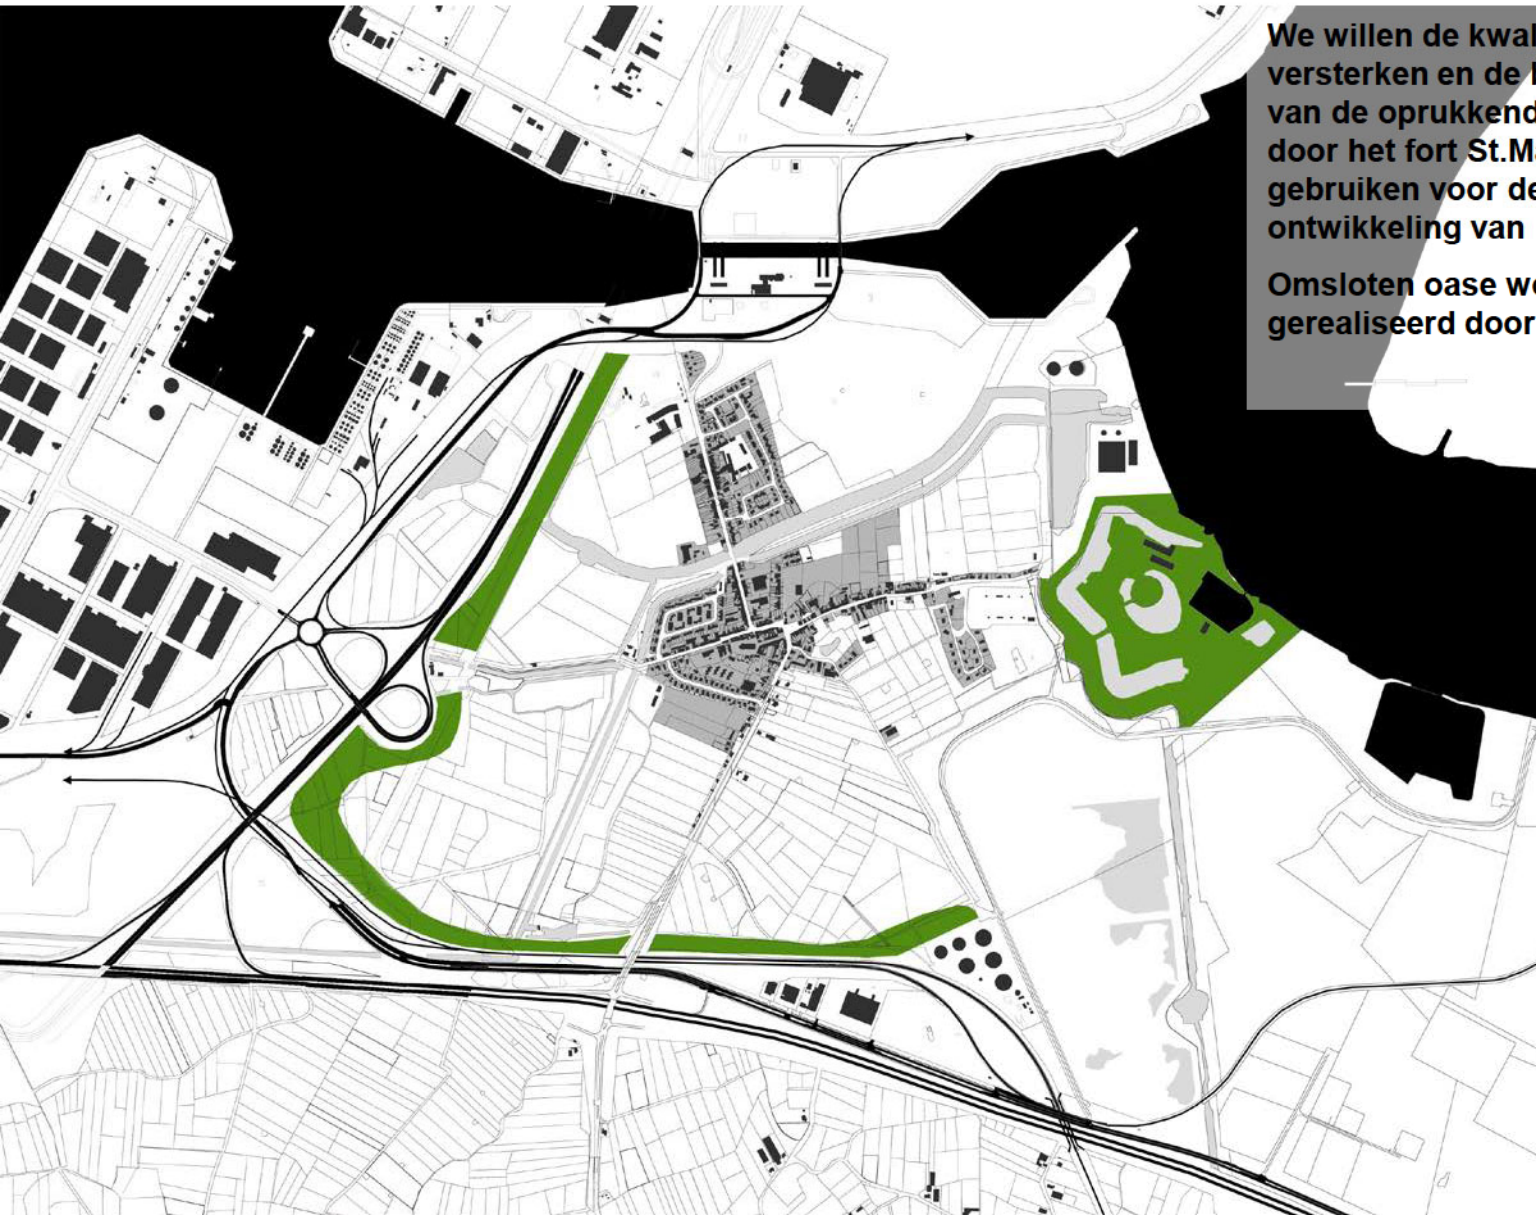 We willen de kwal
versterken en de
van de oprukkend
door het fort St.M
gebruiken voor de
ontwikkeling van
Omsloten oase we
gerealiseerd door